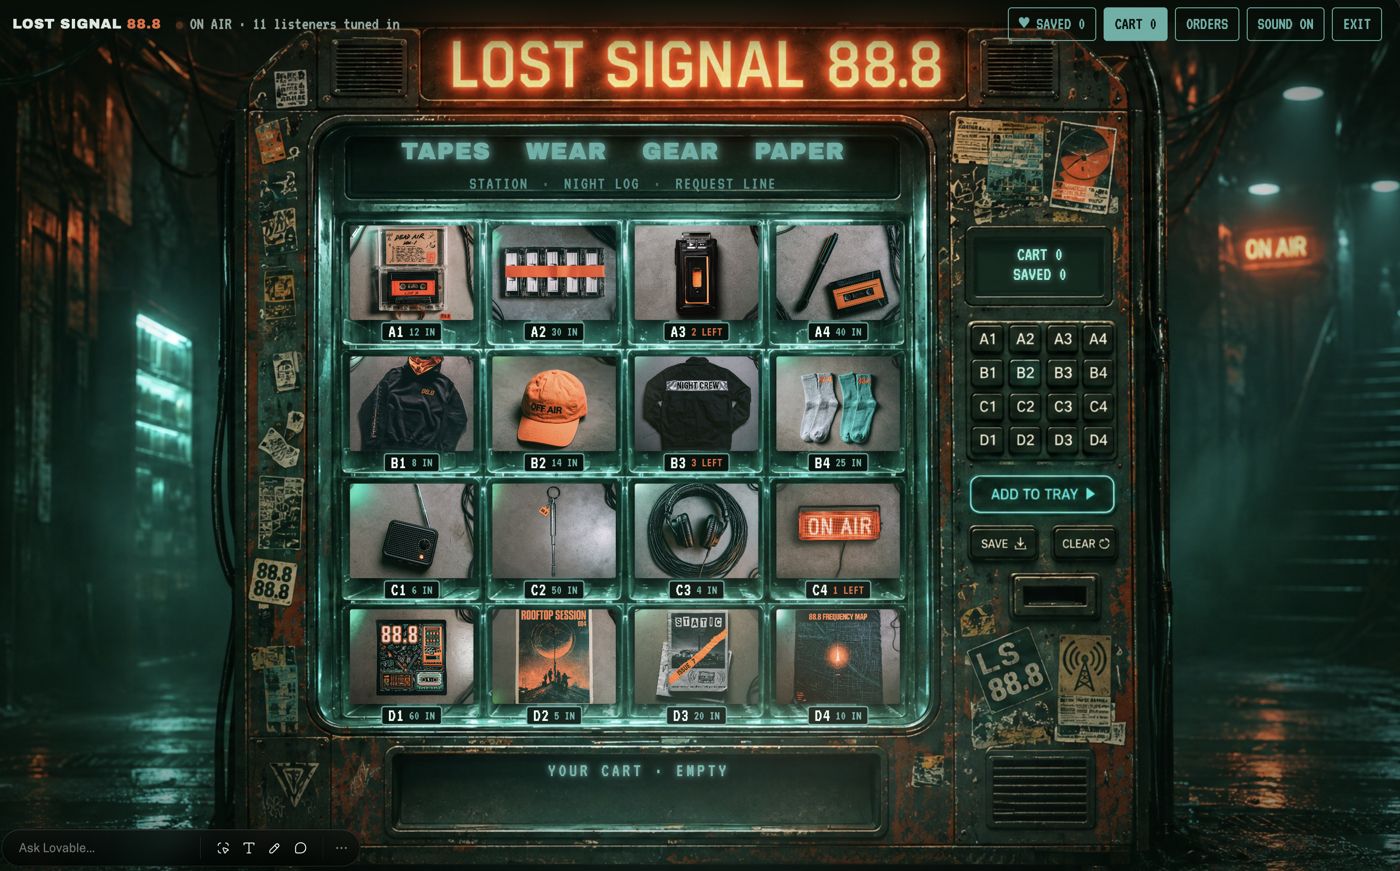 LOST SIGNAL 88.8
ON AIR · 11 listeners tuned in
♥ SAVED 0
CART 0
ORDERS
SOUND ON
EXIT
LOST SIGNAL 88.8
TAPES WEAR GEAR PAPER
STATION · NIGHT LOG · REQUEST LINE
DEAD AIR
A1 12 IN
A2 30 IN
A3 2 LEFT
A4 40 IN
88.8
OFF AIR
NIGHT CREW
B1 8 IN
B2 14 IN
B3 3 LEFT
B4 25 IN
ON AIR
C1 6 IN
C2 50 IN
C3 4 IN
C4 1 LEFT
88.8
ROOFTOP SESSION
004
STATIC
ISSUE 7
88.8 FREQUENCY MAP
D1 60 IN
D2 5 IN
D3 20 IN
D4 10 IN
YOUR CART · EMPTY
CART 0
SAVED 0
A1 A2 A3 A4
B1 B2 B3 B4
C1 C2 C3 C4
D1 D2 D3 D4
ADD TO TRAY
SAVE
CLEAR
L.S
88.8
88.8
88.8
ON AIR
Ask Lovable...